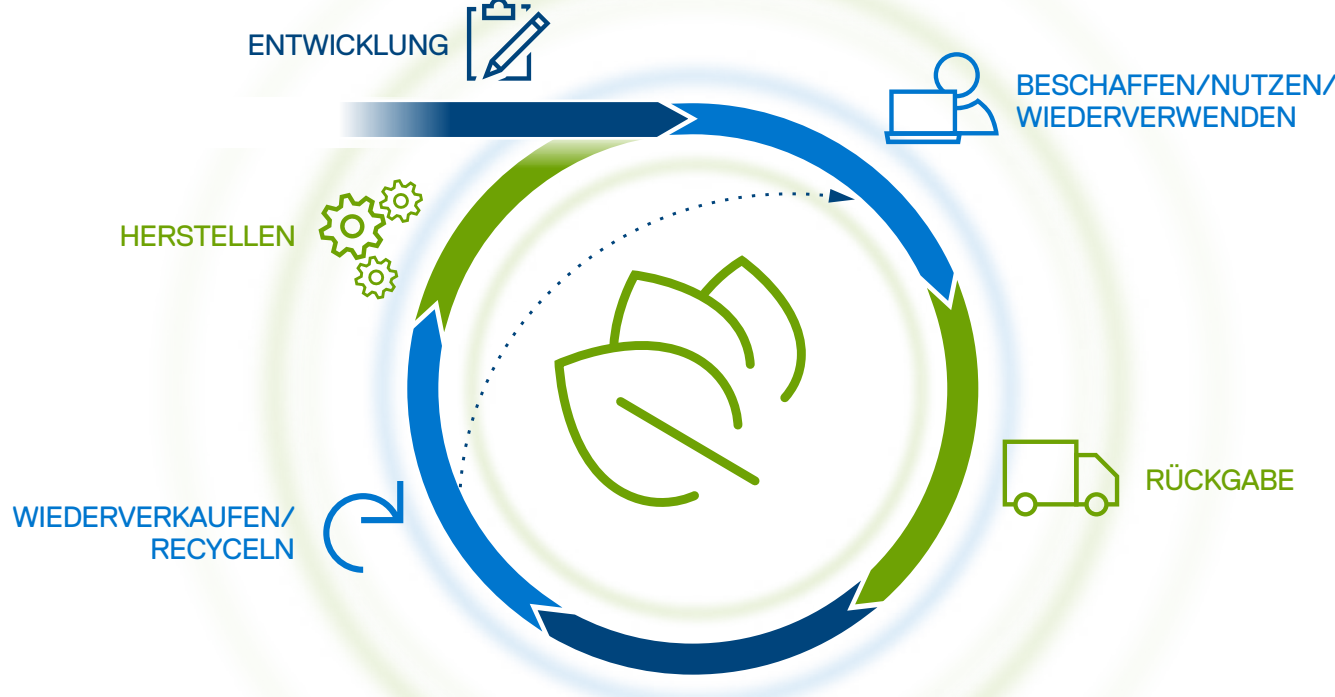 ENTWICKLUNG
BESCHAFFEN/NUTZEN/
WIEDERVERWENDEN
HERSTELLEN
RÜCKGABE
WIEDERVERKAUFEN/
RECYCELN